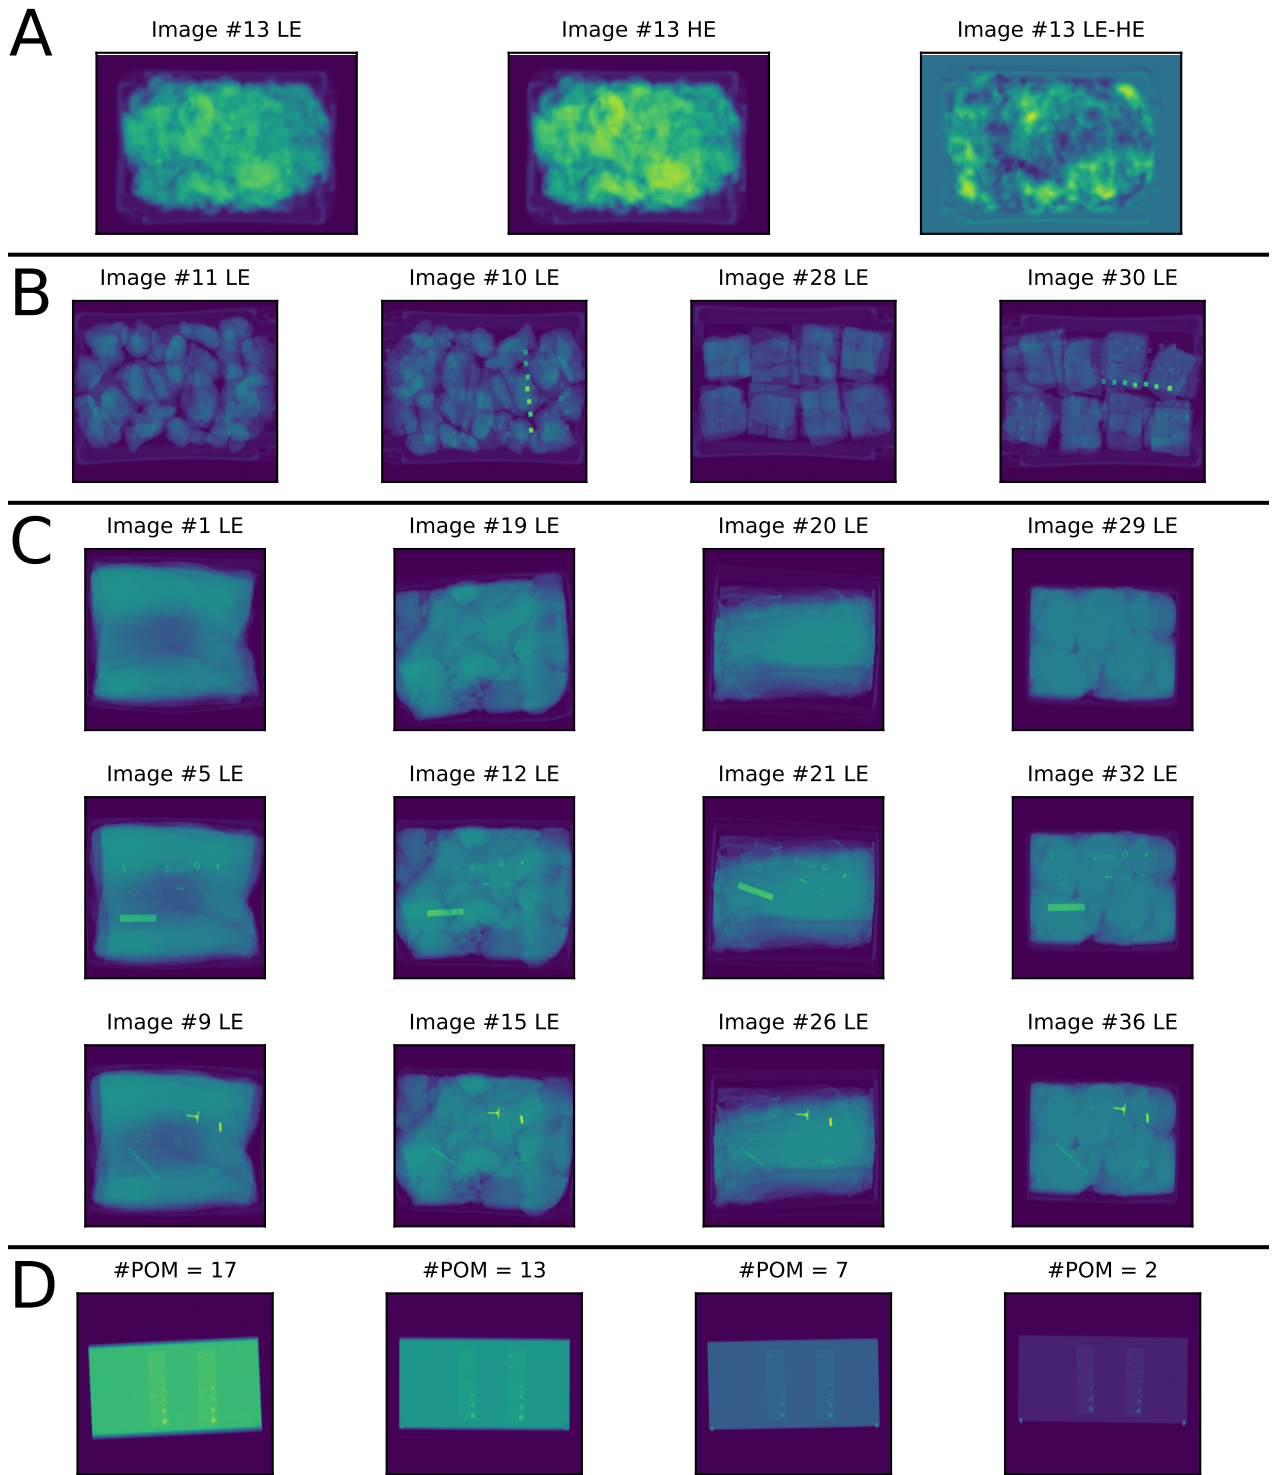 A
Image #13 LE
Image #13 HE
Image #13 LE-HE
B
Image #11 LE
Image #10 LE
Image #28 LE
Image #30 LE
C
Image #1 LE
Image #19 LE
Image #20 LE
Image #29 LE
Image #5 LE
Image #12 LE
Image #21 LE
Image #32 LE
Image #9 LE
Image #15 LE
Image #26 LE
Image #36 LE
D
#POM = 17
#POM = 13
#POM = 7
#POM = 2